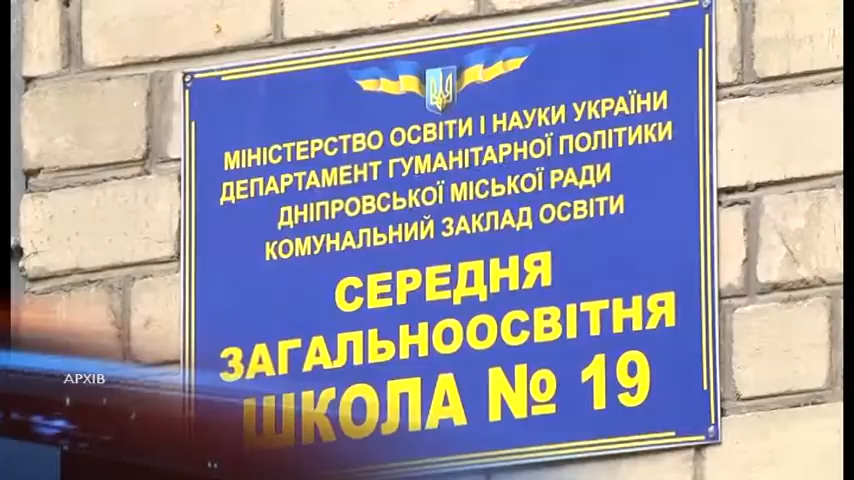 МІНІСТЕРСТВО ОСВІТИ І НАУКИ УКРАЇНИ
ДЕПАРТАМЕНТ ГУМАНІТАРНОЇ ПОЛІТИКИ
ДНІПРОВСЬКОЇ МІСЬКОЇ РАДИ
КОМУНАЛЬНИЙ ЗАКЛАД ОСВІТИ
СЕРЕДНЯ
ЗАГАЛЬНООСВІТНЯ
ШКОЛА № 19
АРХІВ